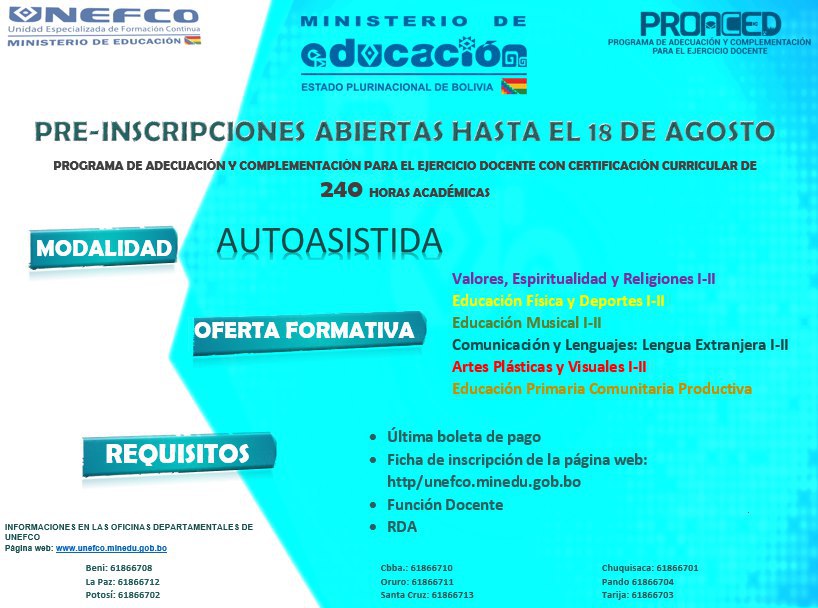 UNEFCO
Unidad Especializada de Formación Continua
MINISTERIO DE EDUCACIÓN
MINISTERIO DE
educación
ESTADO PLURINACIONAL DE BOLIVIA
PROACED
PROGRAMA DE ADECUACIÓN Y COMPLEMENTACIÓN
PARA EL EJERCICIO DOCENTE
PRE-INSCRIPCIONES ABIERTAS HASTA EL 18 DE AGOSTO
PROGRAMA DE ADECUACIÓN Y COMPLEMENTACIÓN PARA EL EJERCICIO DOCENTE CON CERTIFICACIÓN CURRICULAR DE
240 HORAS ACADÉMICAS
MODALIDAD
AUTOASISTIDA
OFERTA FORMATIVA
Valores, Espiritualidad y Religiones I-II
Educación Física y Deportes I-II
Educación Musical I-II
Comunicación y Lenguajes: Lengua Extranjera I-II
Artes Plásticas y Visuales I-II
Educación Primaria Comunitaria Productiva
REQUISITOS
• Última boleta de pago
• Ficha de inscripción de la página web:
http/unefco.minedu.gob.bo
• Función Docente
• RDA
INFORMACIONES EN LAS OFICINAS DEPARTAMENTALES DE
UNEFCO
Página web: www.unefco.minedu.gob.bo
Beni: 61866708
La Paz: 61866712
Potosí: 61866702
Cbba.: 61866710
Oruro: 61866711
Santa Cruz: 61866713
Chuquisaca: 61866701
Pando 61866704
Tarija: 61866703